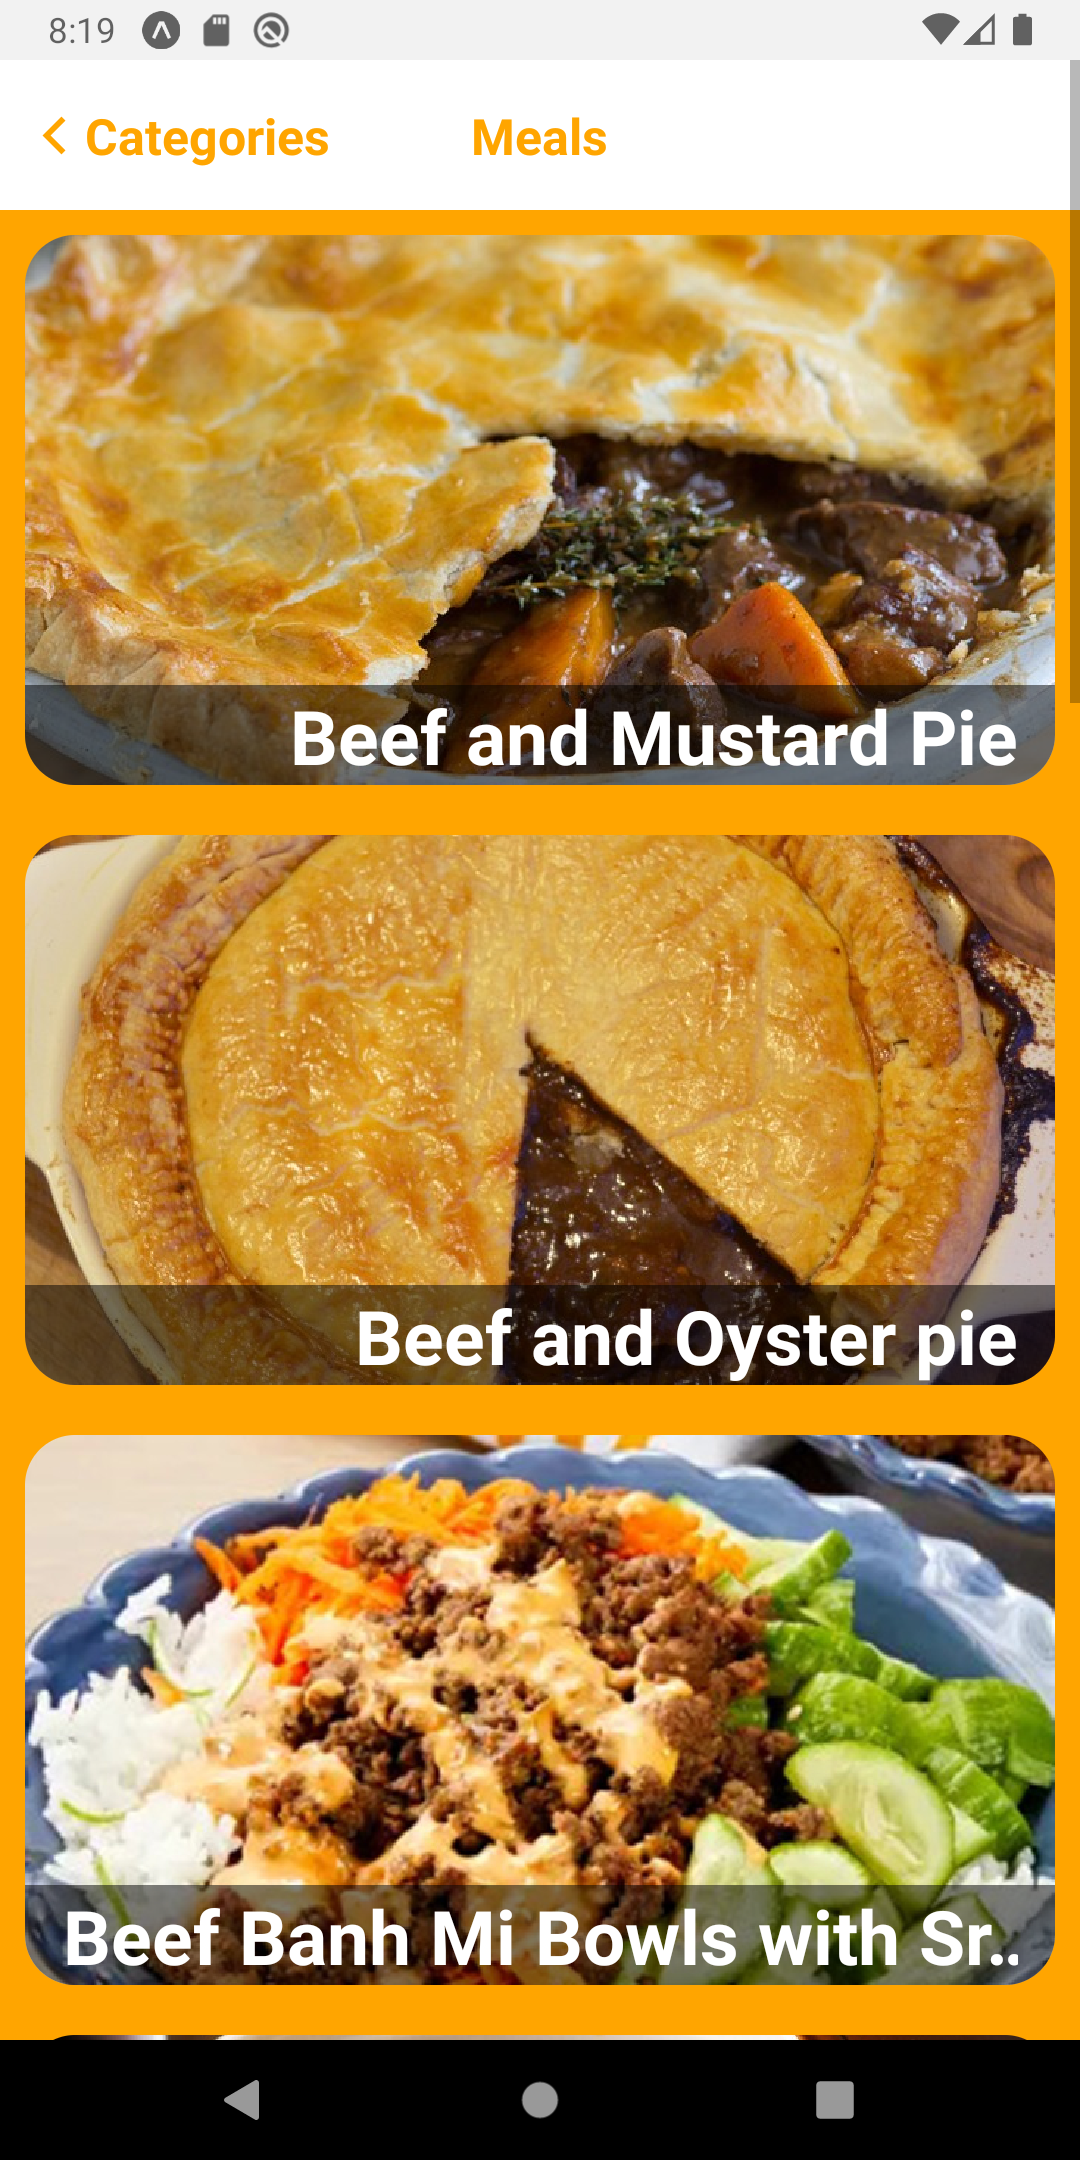 8:19
Categories
Meals
Beef and Mustard Pie
Beef and Oyster pie
Beef Banh Mi Bowls with Sr…